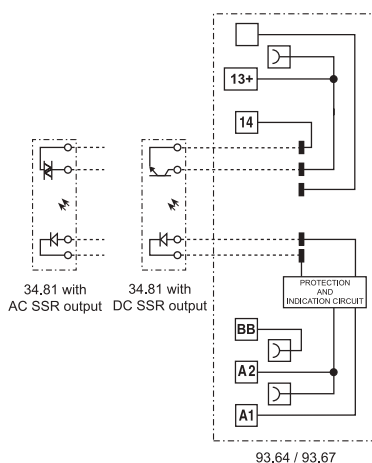 13+
14
34.81 with
AC SSR output
34.81 with
DC SSR output
PROTECTION
AND
INDICATION CIRCUIT
BB
A2
A1
93.64 / 93.67